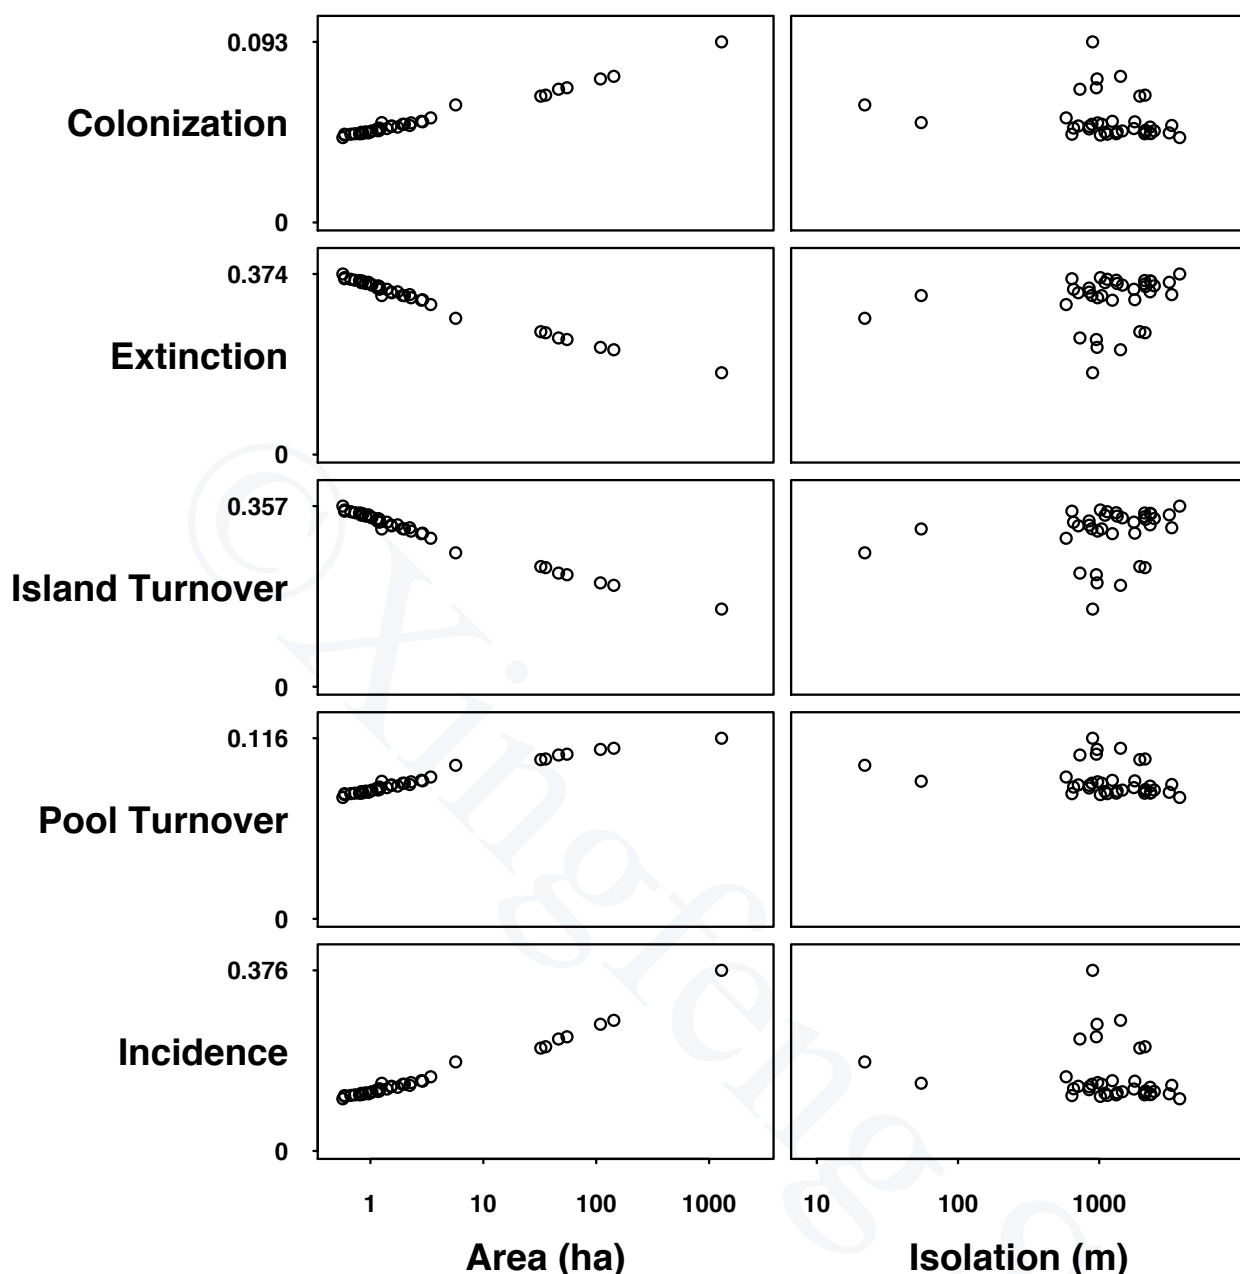 0.093
Colonization
0
0.374
Extinction
0
0.357
Island Turnover
0
0.116
Pool Turnover
0
0.376
Incidence
0
1 10 100 1000 10 100 1000
Area (ha) Isolation (m)
©Xingfeng S